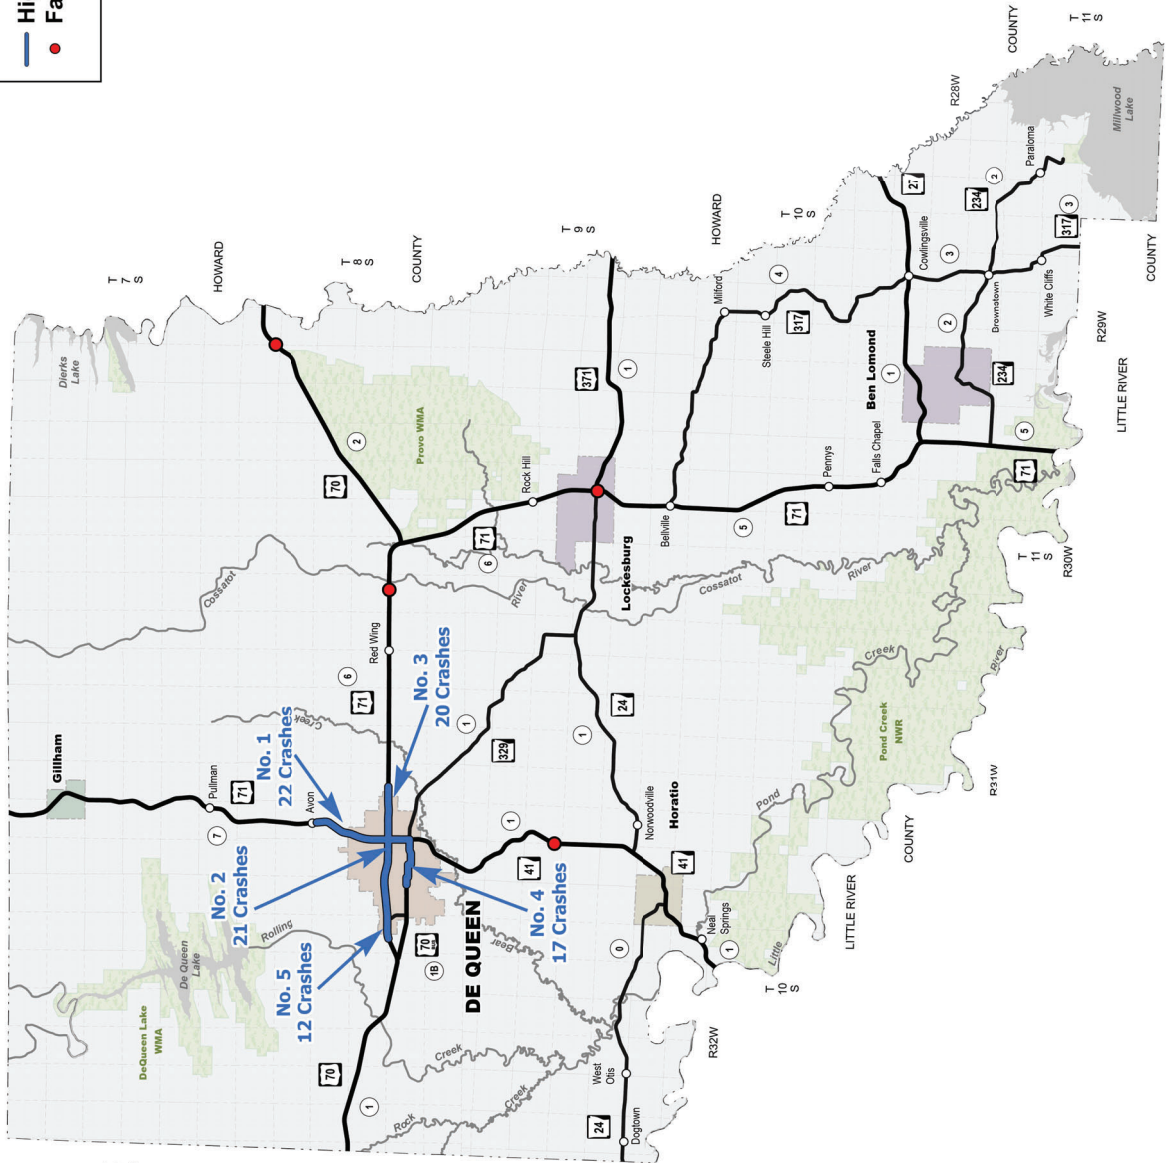 Hi
Fa
T
7
S
HOWARD
T
8
S
COUNTY
T
9
S
HOWARD
T
10
S
R28W
COUNTY
T
11
S
Dierks
Lake
Gillham
Pullman
71
7
Avon
No. 1
22 Crashes
No. 2
21 Crashes
No. 3
20 Crashes
No. 4
17 Crashes
No. 5
12 Crashes
De Queen
Lake
DeQueen Lake
WMA
Rolling
DE QUEEN
70
1B
70
1
Rock
Creek
Creek
Bear
Creek
71
6
Red Wing
Cossatot
River
70
2
Provo WMA
71
6
Rock Hill
Lockesburg
371
1
329
1
24
1
Norwoodville
Horatio
41
1
41
Neal
Springs
1
0
West
Otis
24
Dogtown
R32W
T
10
S
Little
River
LITTLE RIVER
COUNTY
R31W
Pond
Creek
Pond Creek
NWR
Cossatot
River
Bellville
5
71
Pennys
Falls Chapel
Milford
Steele Hill
317
4
Ben Lomond
1
Cowlingsville
27
3
2
234
Brownstown
234
2
Paraloma
White Cliffs
317
3
5
71
T
11
S
R30W
LITTLE RIVER
R29W
COUNTY
Millwood
Lake